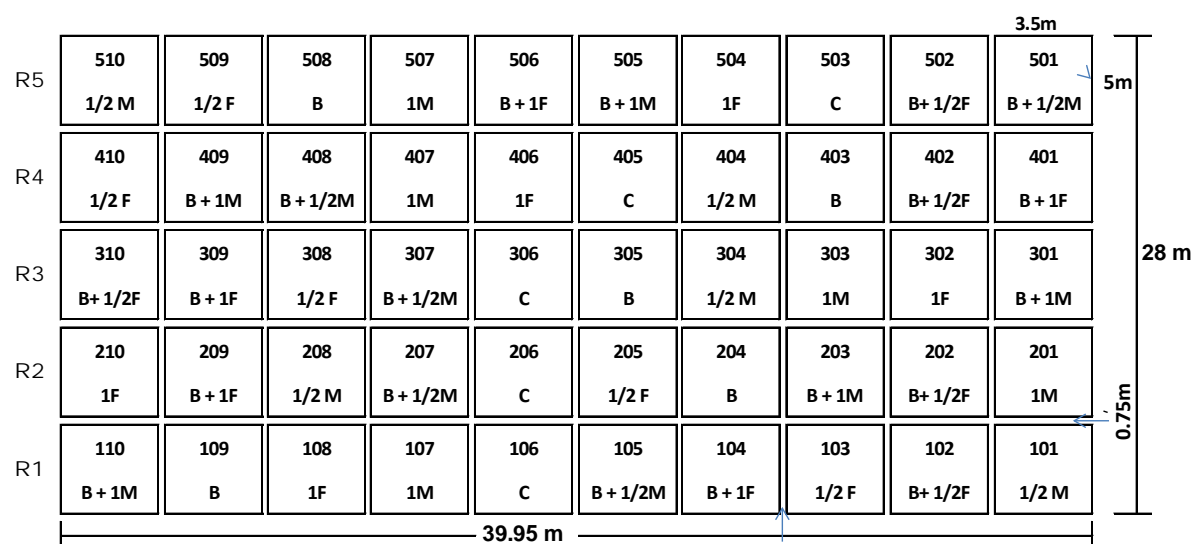 3.5m
R5
510 509 508 507 506 505 504 503 502 501
5m
1/2 M 1/2 F B 1M B + 1F B + 1M 1F C B+ 1/2F B + 1/2M
R4
410 409 408 407 406 405 404 403 402 401
1/2 F B + 1M B + 1/2M 1M 1F C 1/2 M B B+ 1/2F B + 1F
R3
310 309 308 307 306 305 304 303 302 301
28 m
B+ 1/2F B + 1F 1/2 F B + 1/2M C B 1/2 M 1M 1F B + 1M
R2
210 209 208 207 206 205 204 203 202 201
1F B + 1F 1/2 M B + 1/2M C 1/2 F B B + 1M B+ 1/2F 1M
0.75m
R1
110 109 108 107 106 105 104 103 102 101
B + 1M B 1F 1M C B + 1/2M B + 1F 1/2 F B+ 1/2F 1/2 M
39.95 m